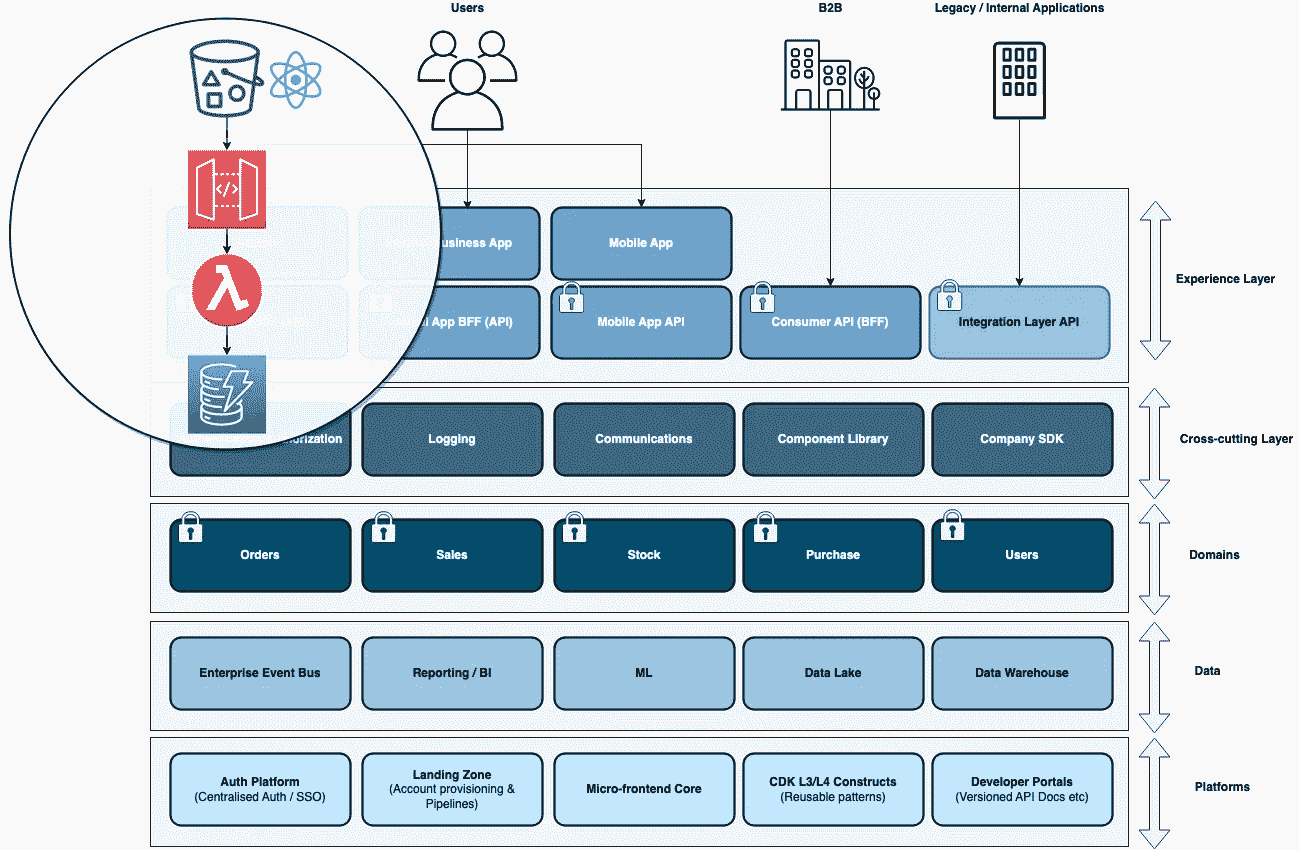 Users
B2B
Legacy / Internal Applications
</>
usiness App
Mobile App
Experience Layer
i App BFF (API)
Mobile App API
Consumer API (BFF)
Integration Layer API
orization
Logging
Communications
Component Library
Company SDK
Cross-cutting Layer
Orders
Sales
Stock
Purchase
Users
Domains
Enterprise Event Bus
Reporting / BI
ML
Data Lake
Data Warehouse
Data
Auth Platform
(Centralised Auth / SSO)
Landing Zone
(Account provisioning &
Pipelines)
Micro-frontend Core
CDK L3/L4 Constructs
(Reusable patterns)
Developer Portals
(Versioned API Docs etc)
Platforms